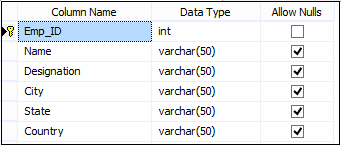 Column Name Data Type Allow Nulls
Emp_ID int
Name varchar(50)
Designation varchar(50)
City varchar(50)
State varchar(50)
Country varchar(50)